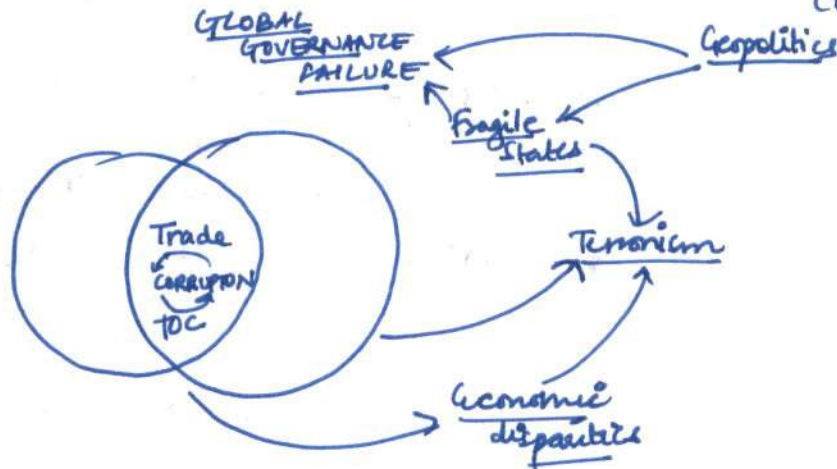 GLOBAL
GOVERNANCE
FAILURE
Geopolitics
Fragile
States
Trade
CORRUPTION
TOC
Terrorism
Economic
disparities